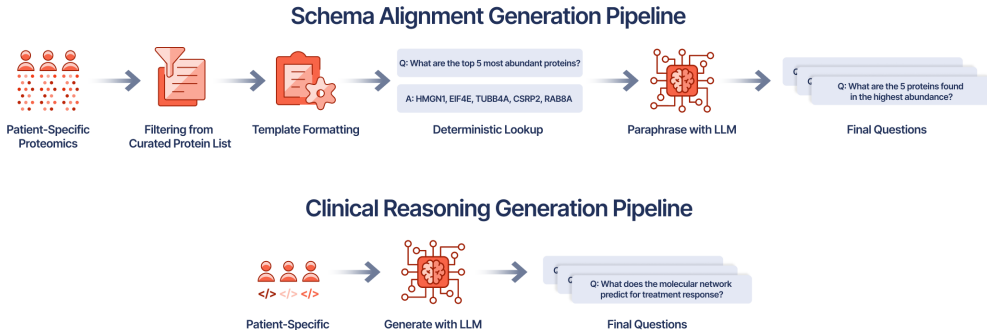 Schema Alignment Generation Pipeline
Q: What are the top 5 most abundant proteins?
A: HMGN1, EIF4E, TUBB4A, CSRP2, RAB8A
Q: What are the 5 proteins found
in the highest abundance?
Patient-Specific
Proteomics
Filtering from
Curated Protein List
Template Formatting
Deterministic Lookup
Paraphrase with LLM
Final Questions
Clinical Reasoning Generation Pipeline
</> </> </>
Q: What does the molecular network
predict for treatment response?
Patient-Specific
Generate with LLM
Final Questions